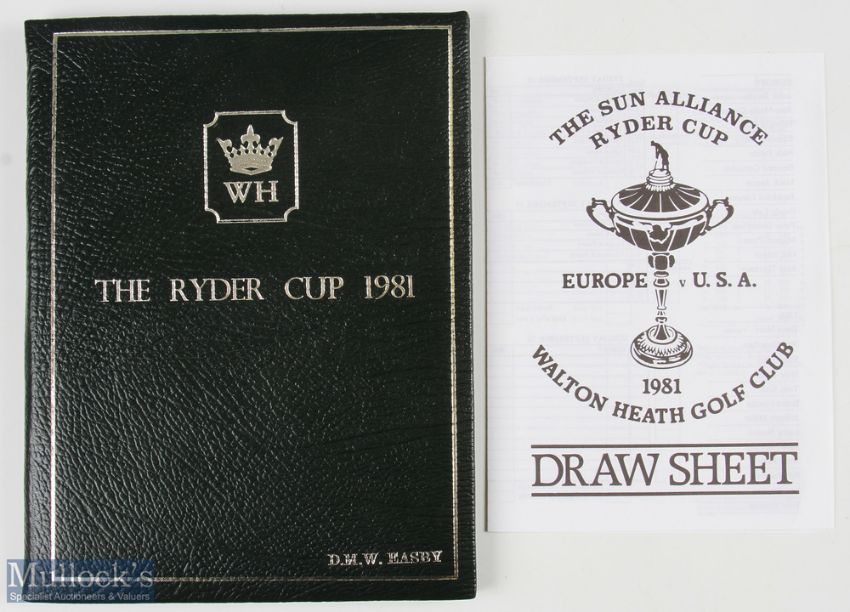 WH
THE RYDER CUP 1981
D.M.W. EASBY
THE SUN ALLIANCE
RYDER CUP
EUROPE v U. S. A.
1981
WALTON HEATH GOLF CLUB
DRAW SHEET
Mullock's
Specialist Auctioneers & Valuers